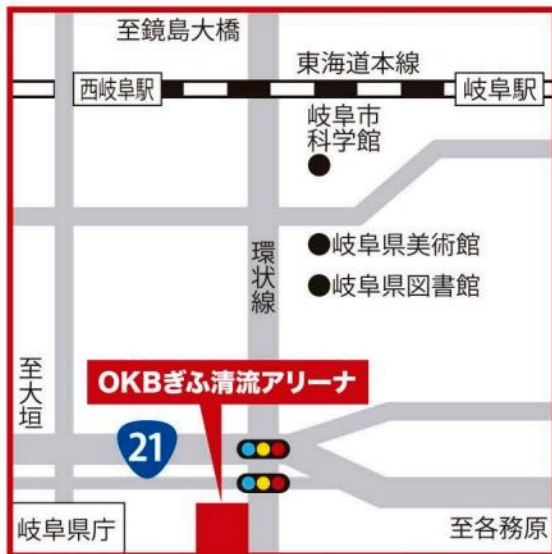 至鏡島大橋
東海道本線
西岐阜駅
岐阜駅
岐阜市
科学館
岐阜県美術館
環状線
岐阜県図書館
至大垣
OKBぎふ清流アリーナ
21
岐阜県庁
至各務原